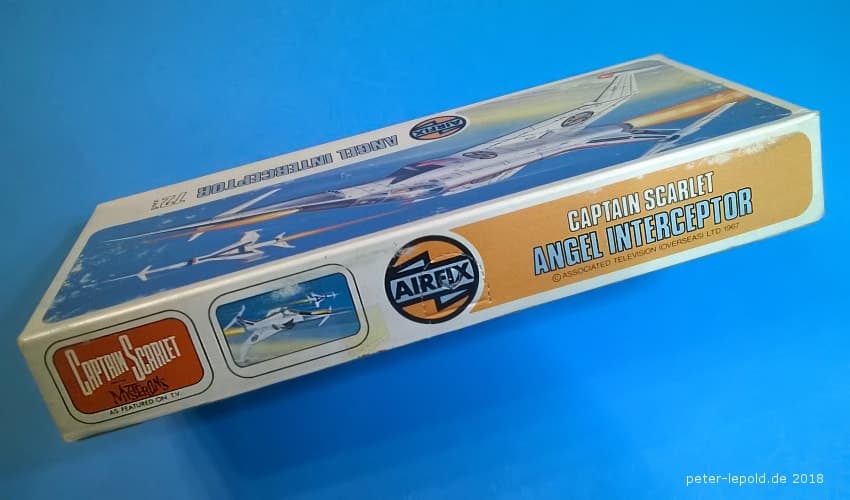 AIRFIX
ANGEL INTERCEPTOR
72
CAPTAIN SCARLET
ANGEL INTERCEPTOR
© ASSOCIATED TELEVISION (OVERSEAS) LTD 1967
AIRFIX
CAPTAIN SCARLET
MYSTERONS
AS FEATURED ON T.V.
peter-lepold.de 2018